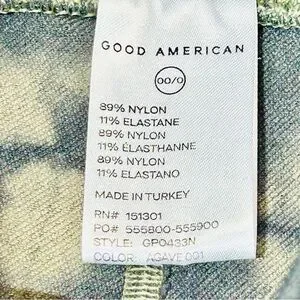 GOOD AMERICAN
00/0
89% NYLON
11% ELASTANE
89% NYLON
11% ÉLASTHANNE
89% NYLON
11% ELASTANO
MADE IN TURKEY
RN# 151301
PO# 555800-555900
STYLE: GP0433N
COLOR: AGAVE 001